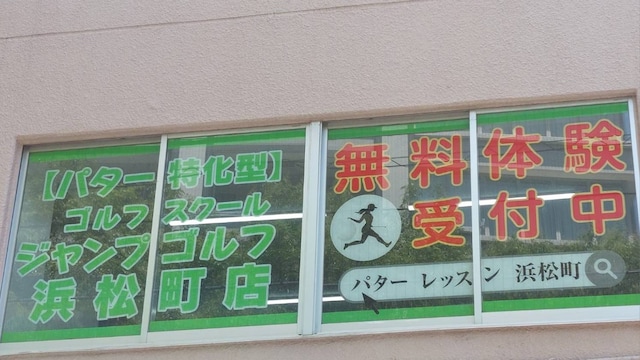 【パター 特化型】
ゴルフ スクール
ジャンプゴルフ
浜松町店
無料体験
受付中
パター レッスン 浜松町